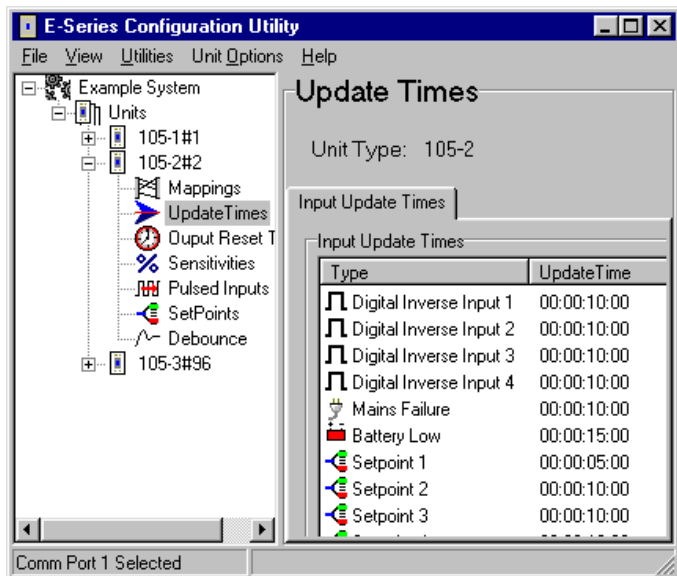 E-Series Configuration Utility
File View Utilities Unit Options Help
Example System
Units
105-1#1
105-2#2
Mappings
UpdateTimes
Ouput Reset T
Sensitivities
Pulsed Inputs
SetPoints
Debounce
105-3#96
Update Times
Unit Type: 105-2
Input Update Times
Input Update Times
Type UpdateTime
Digital Inverse Input 1 00:00:10:00
Digital Inverse Input 2 00:00:10:00
Digital Inverse Input 3 00:00:10:00
Digital Inverse Input 4 00:00:10:00
Mains Failure 00:00:10:00
Battery Low 00:00:15:00
Setpoint 1 00:00:05:00
Setpoint 2 00:00:10:00
Setpoint 3 00:00:10:00
Comm Port 1 Selected